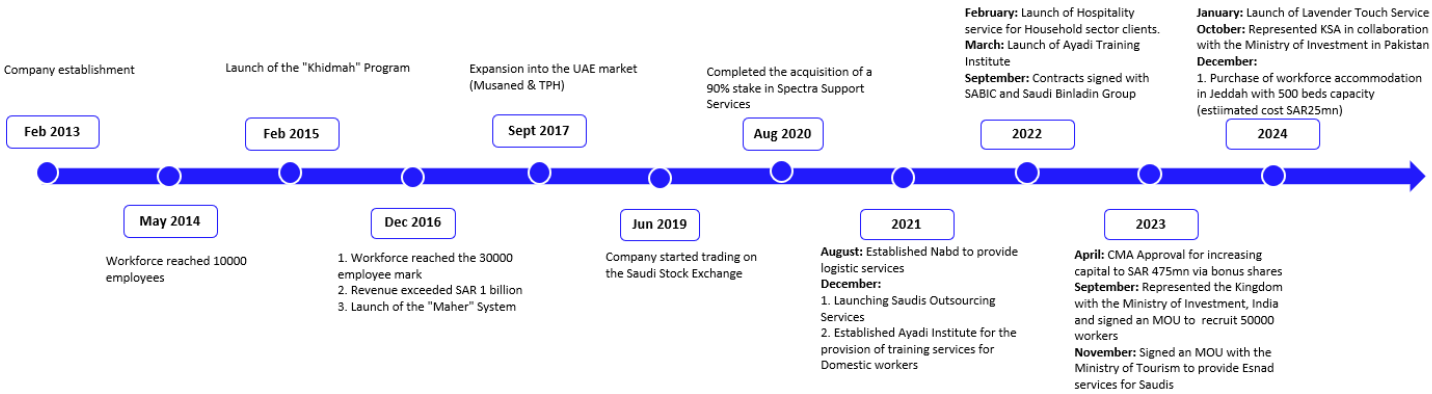 Company establishment
Feb 2013
May 2014
Workforce reached 10000
employees
Launch of the "Khidmah" Program
Feb 2015
Dec 2016
1. Workforce reached the 30000
employee mark
2. Revenue exceeded SAR 1 billion
3. Launch of the "Maher" System
Expansion into the UAE market
(Musaned & TPH)
Sept 2017
Jun 2019
Company started trading on
the Saudi Stock Exchange
Completed the acquisition of a
90% stake in Spectra Support
Services
Aug 2020
2021
August: Established Nabd to provide
logistic services
December:
1. Launching Saudis Outsourcing
Services
2. Established Ayadi Institute for the
provision of training services for
Domestic workers
February: Launch of Hospitality
service for Household sector clients.
March: Launch of Ayadi Training
Institute
September: Contracts signed with
SABIC and Saudi Binladin Group
2022
2023
April: CMA Approval for increasing
capital to SAR 475mn via bonus shares
September: Represented the Kingdom
with the Ministry of Investment, India
and signed an MOU to recruit 50000
workers
November: Signed an MOU with the
Ministry of Tourism to provide Esnad
services for Saudis
January: Launch of Lavender Touch Service
October: Represented KSA in collaboration
with the Ministry of Investment in Pakistan
December:
1. Purchase of workforce accommodation
in Jeddah with 500 beds capacity
(estiimated cost SAR25mn)
2024